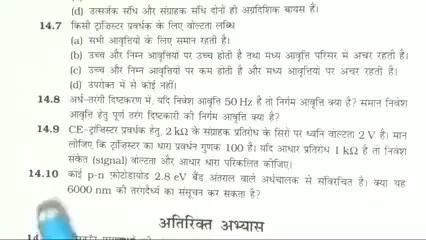 (d) उत्सर्जक संधि और संग्राहक संधि दोनों ही अग्रदिशिक बायस हैं।
14.7 किसी ट्रांजिस्टर प्रवर्धक के लिए वोल्टता लब्धि
(a) सभी आवृत्तियों के लिए समान रहती है।
(b) उच्च और निम्न आवृत्तियों पर उच्च होती है तथा मध्य आवृत्ति परिसर में अचर रहती है।
(c) उच्च और निम्न आवृत्तियों पर कम होती है और मध्य आवृत्तियों पर अचर रहती है।
(d) उपरोक्त में से कोई नहीं।
14.8 अर्ध-तरंगी दिष्टकरण में, यदि निवेश आवृत्ति 50 Hz है तो निर्गम आवृत्ति क्या है? समान निवेश
आवृत्ति हेतु पूर्ण तरंग दिष्टकारी की निर्गम आवृत्ति क्या है?
14.9 CE-ट्रांजिस्टर प्रवर्धक हेतु, 2 kΩ के संग्राहक प्रतिरोध के सिरों पर ध्वनि वोल्टता 2 V है। मान
लीजिए कि ट्रांजिस्टर का धारा प्रवर्धन गुणक 100 है। यदि आधार प्रतिरोध 1 kΩ है तो निवेश
संकेत (signal) वोल्टता और आधार धारा परिकलित कीजिए।
14.10 कोई p-n फ़ोटोडायोड 2.8 eV बैंड अंतराल वाले अर्धचालक से संविरचित है। क्या यह
6000 nm की तरंगदैर्घ्य का संसूचन कर सकता है?
अतिरिक्त अभ्यास